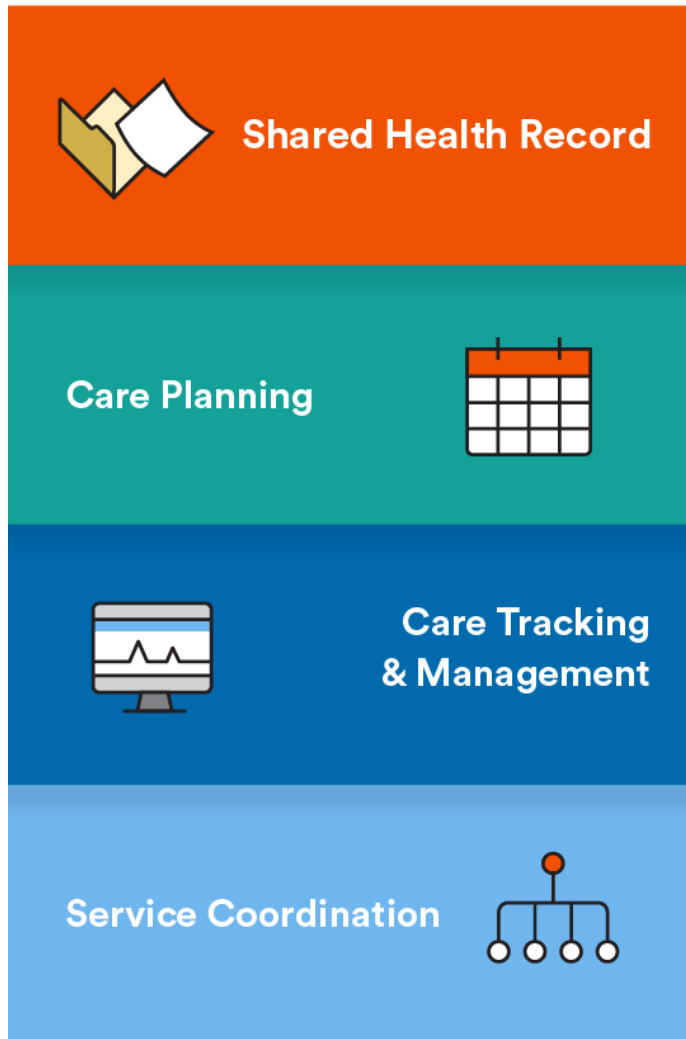 Shared Health Record
Care Planning
Care Tracking
& Management
Service Coordination